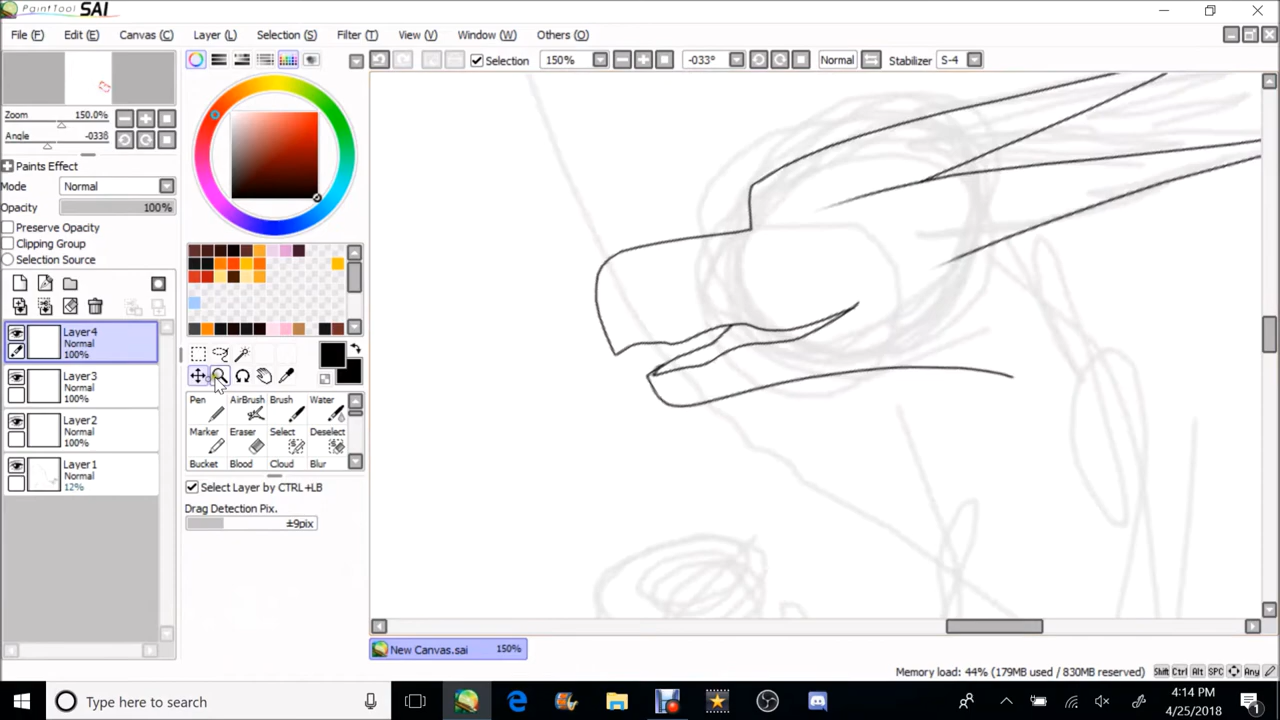 PaintTool SAI
File (F) Edit (E) Canvas (C) Layer (L) Selection (S) Filter (T) View (V) Window (W) Others (O)
Selection 150% -033° Normal Stabilizer S-4
Zoom 150.0%
Angle -0338
Paints Effect
Mode Normal
Opacity 100%
Preserve Opacity
Clipping Group
Selection Source
Layer4
Normal
100%
Layer3
Normal
100%
Layer2
Normal
100%
Layer1
Normal
12%
Pen AirBrush Brush Water
Marker Eraser Select Deselect
Bucket Blood Cloud Blur
Select Layer by CTRL+LB
Drag Detection Pix.
±9pix
New Canvas.sai 150%
Memory load: 44% (179MB used / 830MB reserved) Shift Ctrl Alt SPC Any
Type here to search
4:14 PM
4/25/2018
1